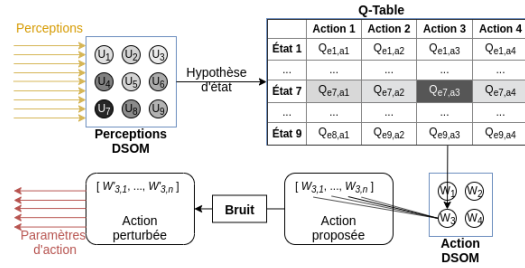 Perceptions
U1 U2 U3
U4 U5 U6
U7 U8 U9
Perceptions
DSOM
Hypothèse
d'état
Q-Table
Action 1 Action 2 Action 3 Action 4
État 1 Qe1,a1 Qe1,a2 Qe1,a3 Qe1,a4
... ... ... ... ...
État 7 Qe7,a1 Qe7,a2 Qe7,a3 Qe7,a4
... ... ... ... ...
État 9 Qe8,a1 Qe9,a2 Qe9,a3 Qe9,a4
[ W'3,1, ..., W'3,n ]
Action
perturbée
Bruit
[ W3,1, ..., W3,n ]
Action
proposée
W1 W2
W3 W4
Action
DSOM
Paramètres
d'action